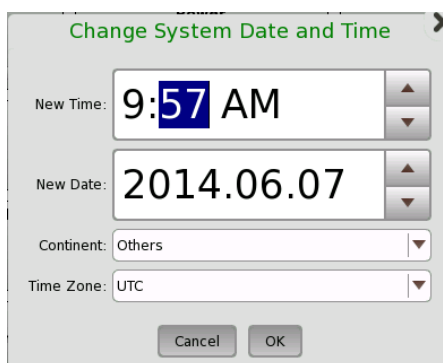 Change System Date and Time
New Time: 9:57 AM
New Date: 2014.06.07
Continent: Others
Time Zone: UTC
Cancel OK